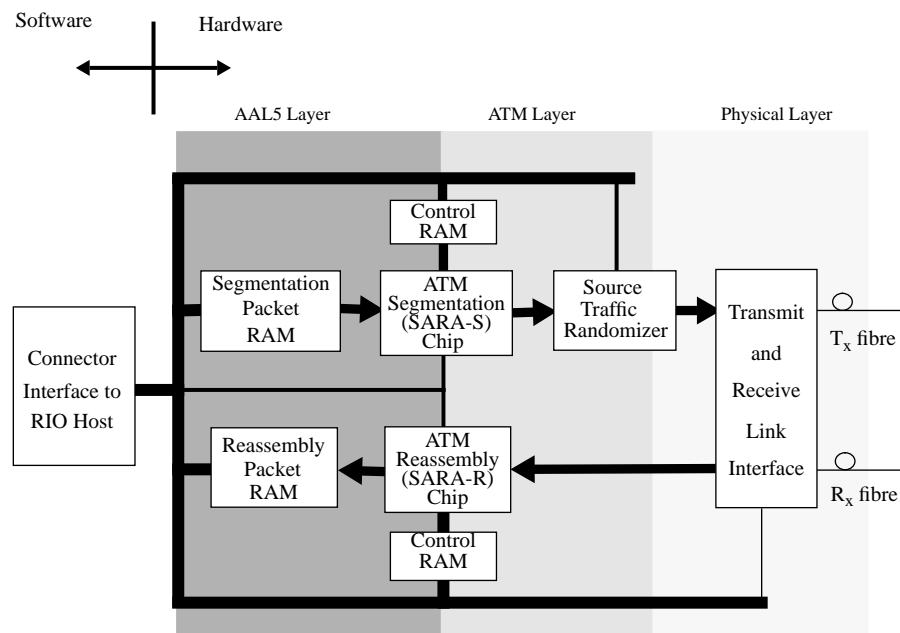 Software
Hardware
AAL5 Layer
ATM Layer
Physical Layer
Control
RAM
Segmentation
Packet
RAM
ATM
Segmentation
(SARA-S)
Chip
Source
Traffic
Randomizer
Transmit
and
Receive
Link
Interface
Tx fibre
Connector
Interface to
RIO Host
Reassembly
Packet
RAM
ATM
Reassembly
(SARA-R)
Chip
Rx fibre
Control
RAM